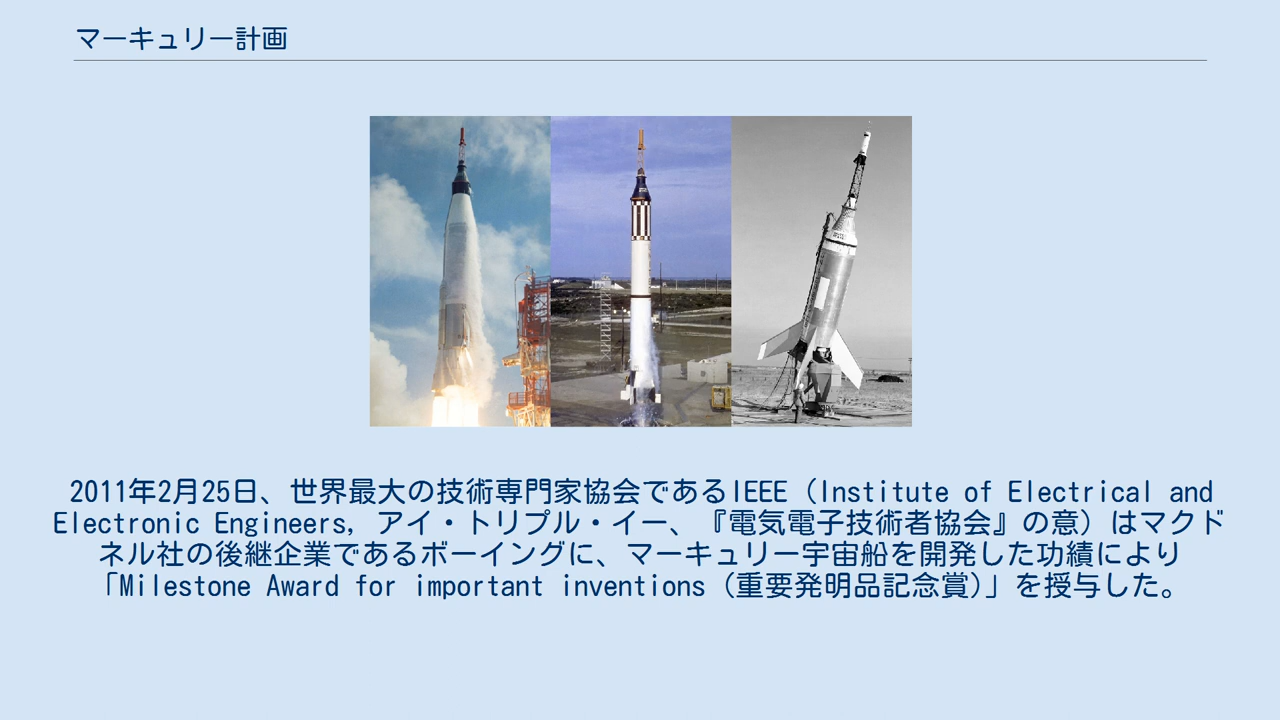 マーキュリー計画
2011年2月25日、世界最大の技術専門家協会であるIEEE（Institute of Electrical and
Electronic Engineers, アイ・トリプル・イー、『電気電子技術者協会』の意）はマクド
ネル社の後継企業であるボーイングに、マーキュリー宇宙船を開発した功績により
「Milestone Award for important inventions (重要発明品記念賞)」を授与した。